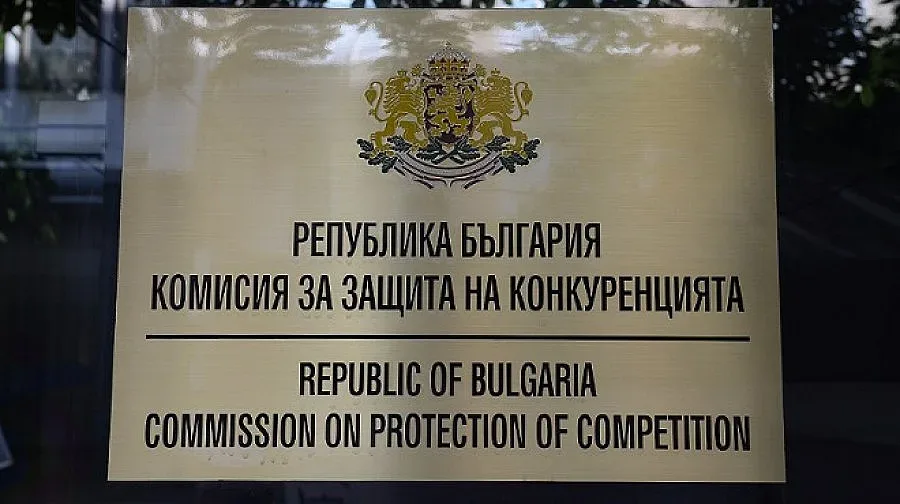 РЕПУБЛИКА БЪЛГАРИЯ
КОМИСИЯ ЗА ЗАЩИТА НА КОНКУРЕНЦИЯТА
REPUBLIC OF BULGARIA
COMMISSION ON PROTECTION OF COMPETITION